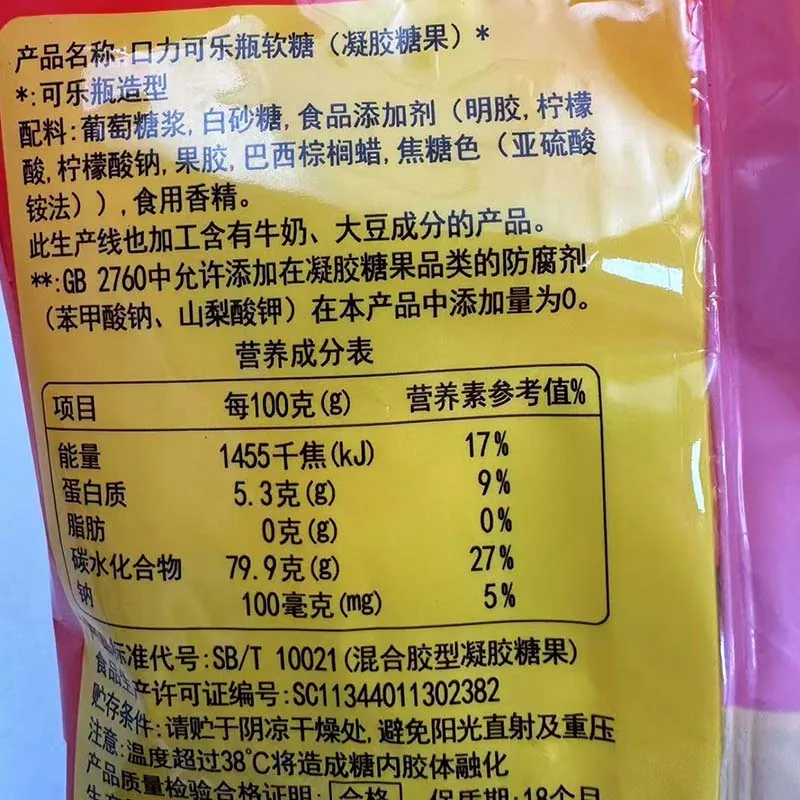 产品名称:口力可乐瓶软糖（凝胶糖果）*
*:可乐瓶造型
配料:葡萄糖浆,白砂糖,食品添加剂（明胶,柠檬
酸,柠檬酸钠,果胶,巴西棕榈蜡,焦糖色（亚硫酸
铵法））,食用香精。
此生产线也加工含有牛奶、大豆成分的产品。
**:GB 2760中允许添加在凝胶糖果品类的防腐剂
（苯甲酸钠、山梨酸钾）在本产品中添加量为0。
营养成分表
项目 每100克(g) 营养素参考值%
能量 1455千焦(kJ) 17%
蛋白质 5.3克(g) 9%
脂肪 0克(g) 0%
碳水化合物 79.9克(g) 27%
钠 100毫克(mg) 5%
产品标准代号:SB/T 10021(混合胶型凝胶糖果)
食品生产许可证编号:SC11344011302382
贮存条件:请贮于阴凉干燥处,避免阳光直射及重压
注意:温度超过38℃将造成糖内胶体融化
产品质量检验合格证明:合格 保质期:18个月